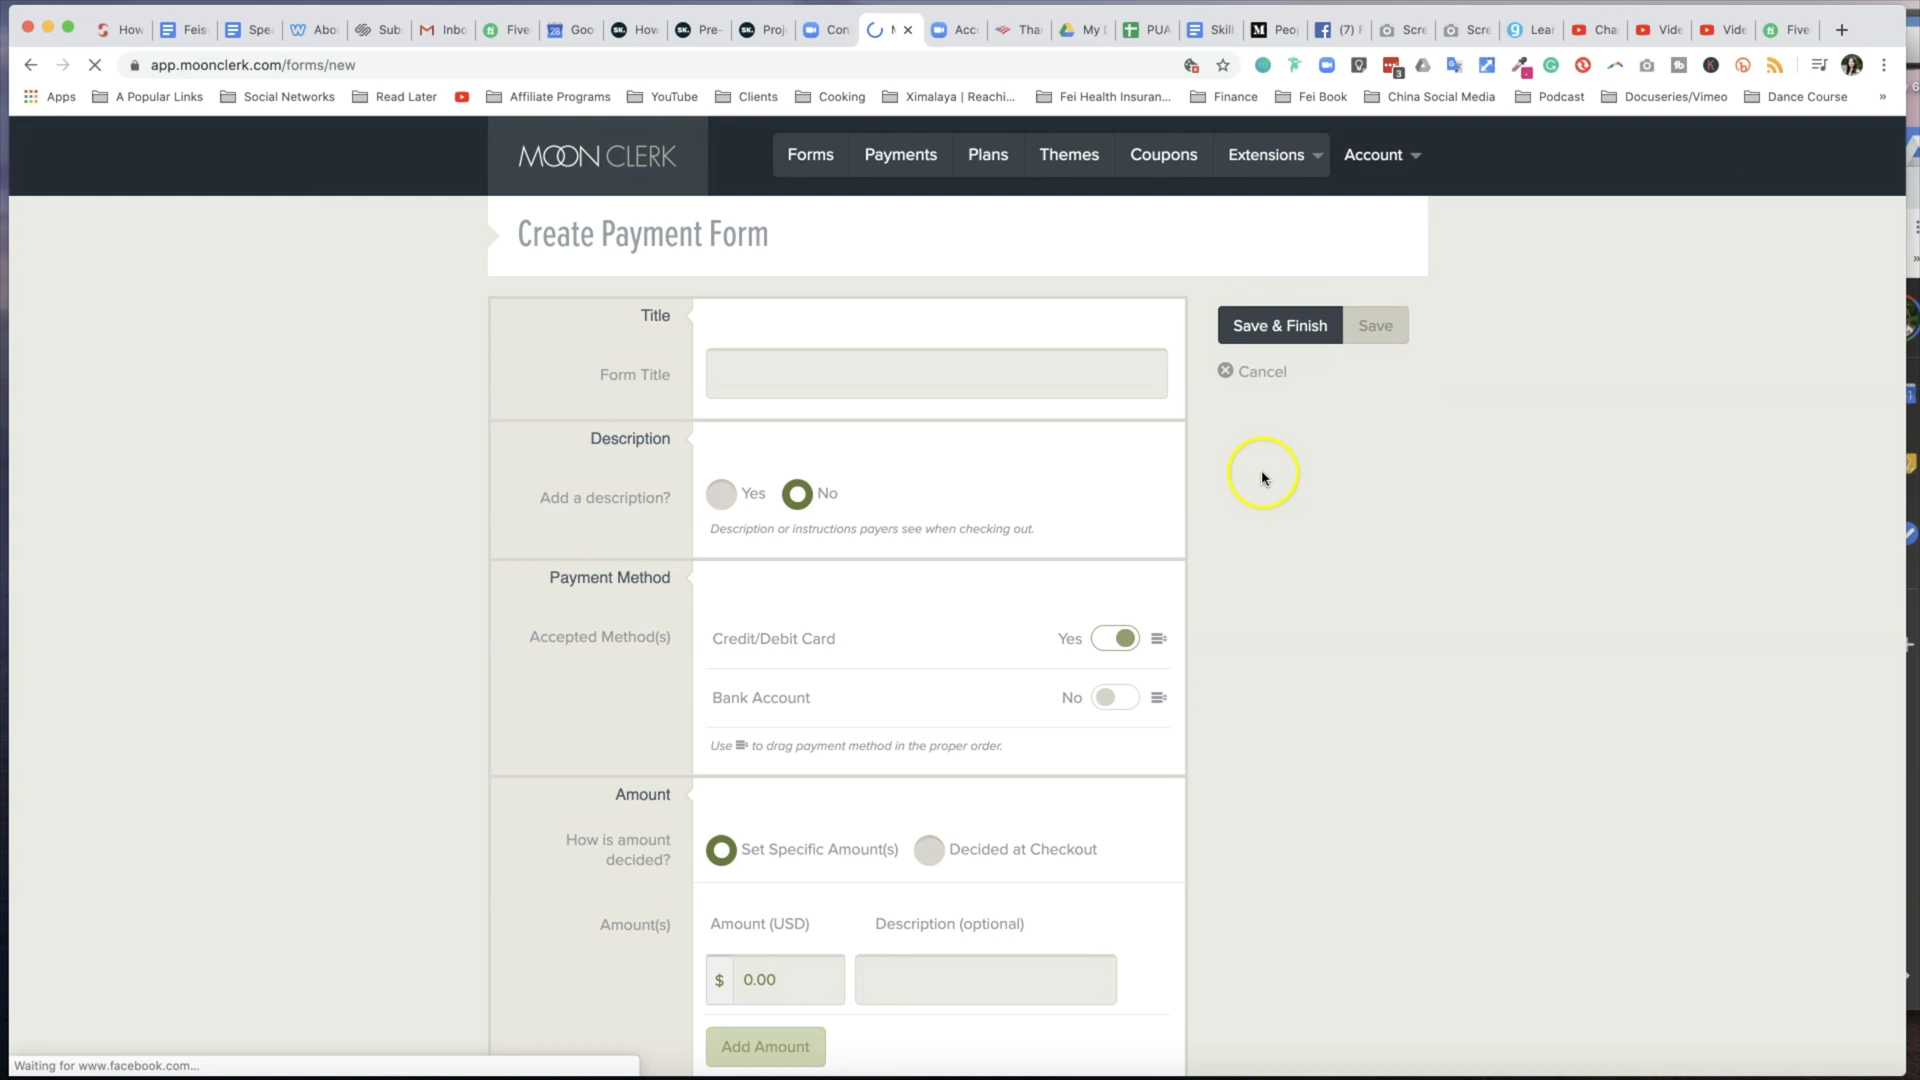 How
Feis
Spe
Abo
Sub
Inbo
Five
Goo
How
Pre-
Proj
Con
Acc
Tha
My
PUA
Skill
Peop
(7)
Scre
Scre
Lear
Cha
Vide
Vide
Five
app.moonclerk.com/forms/new
Apps
A Popular Links
Social Networks
Read Later
Affiliate Programs
YouTube
Clients
Cooking
Ximalaya | Reachi...
Fei Health Insuran...
Finance
Fei Book
China Social Media
Podcast
Docuseries/Vimeo
Dance Course
»
MOON CLERK
Forms
Payments
Plans
Themes
Coupons
Extensions
Account
Create Payment Form
Title
Form Title
Save & Finish
Save
Cancel
Description
Add a description?
Yes
No
Description or instructions payers see when checking out.
Payment Method
Accepted Method(s)
Credit/Debit Card
Yes
Bank Account
No
Use to drag payment method in the proper order.
Amount
How is amount
decided?
Set Specific Amount(s)
Decided at Checkout
Amount(s)
Amount (USD)
Description (optional)
$
0.00
Add Amount
Waiting for www.facebook.com...